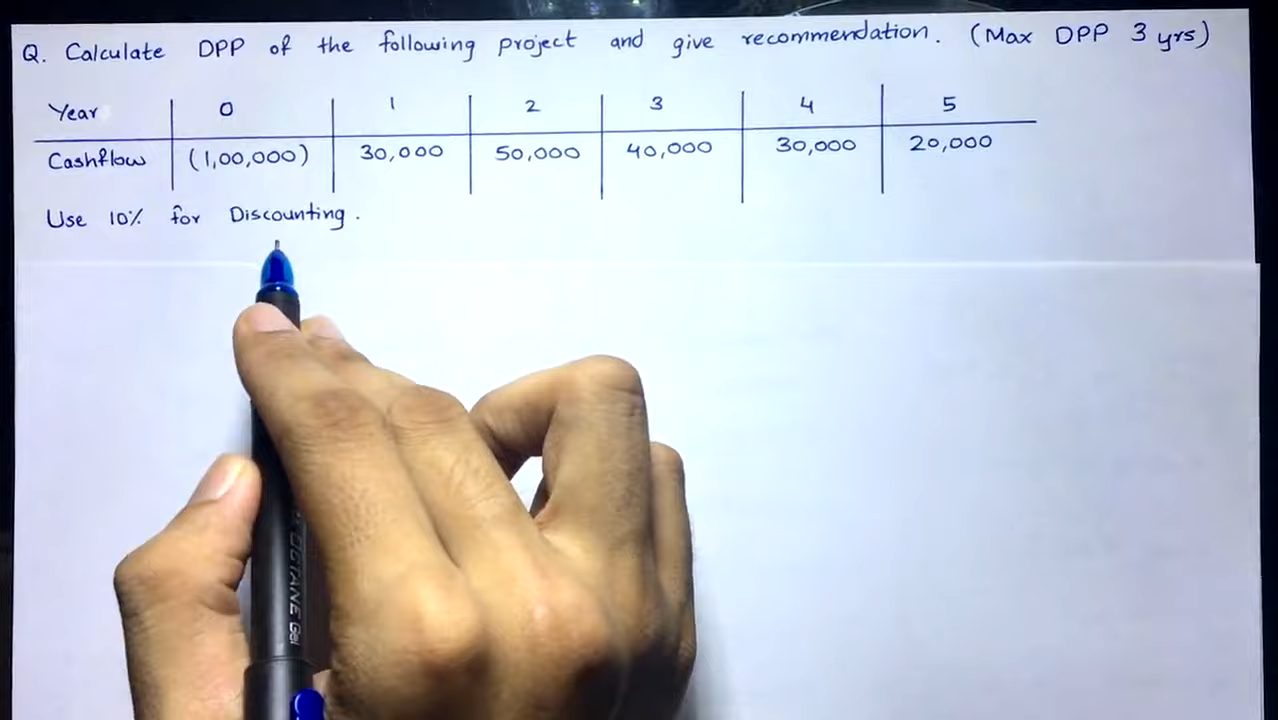 Q. Calculate DPP of the following project and give recommendation. (Max DPP 3 yrs)
Year 0 1 2 3 4 5
Cashflow (1,00,000) 30,000 50,000 40,000 30,000 20,000
Use 10% for Discounting.
OCTANE Gel